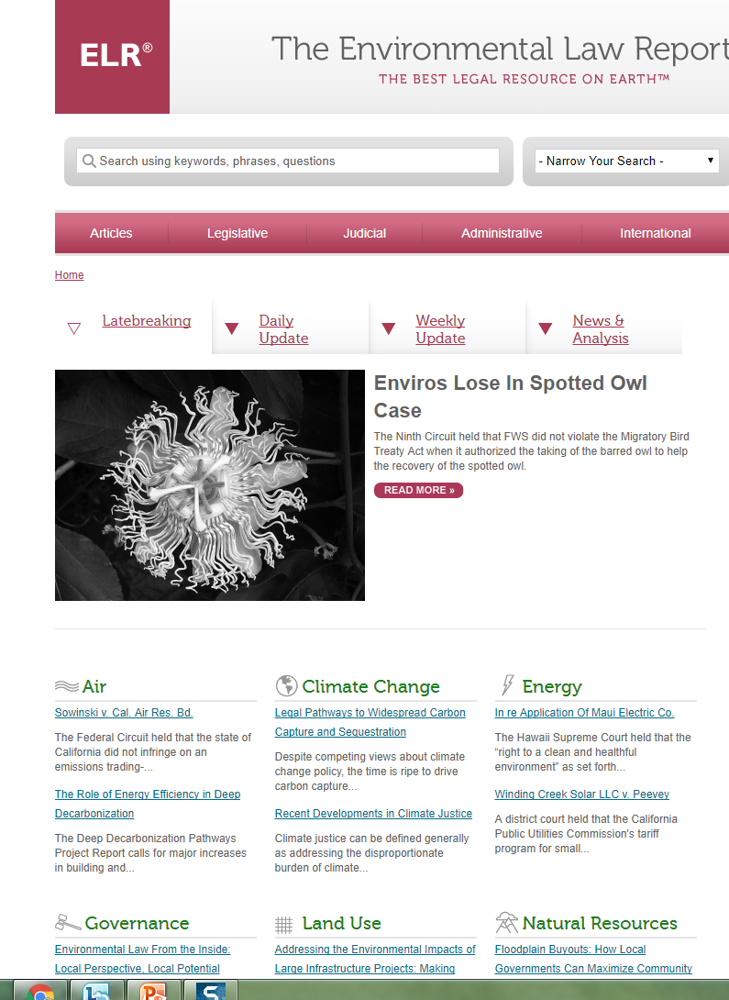 ELR®
The Environmental Law Report
THE BEST LEGAL RESOURCE ON EARTH™
Search using keywords, phrases, questions
- Narrow Your Search -
Articles Legislative Judicial Administrative International
Home
Latebreaking
Daily
Update
Weekly
Update
News &
Analysis
Enviros Lose In Spotted Owl
Case
The Ninth Circuit held that FWS did not violate the Migratory Bird
Treaty Act when it authorized the taking of the barred owl to help
the recovery of the spotted owl.
READ MORE »
Air
Sowinski v. Cal. Air Res. Bd.
The Federal Circuit held that the state of
California did not infringe on an
emissions trading-...
The Role of Energy Efficiency in Deep
Decarbonization
The Deep Decarbonization Pathways
Project Report calls for major increases
in building and...
Climate Change
Legal Pathways to Widespread Carbon
Capture and Sequestration
Despite competing views about climate
change policy, the time is ripe to drive
carbon capture...
Recent Developments in Climate Justice
Climate justice can be defined generally
as addressing the disproportionate
burden of climate...
Energy
In re Application Of Maui Electric Co.
The Hawaii Supreme Court held that the
“right to a clean and healthful
environment” as set forth...
Winding Creek Solar LLC v. Peevey
A district court held that the California
Public Utilities Commission's tariff
program for small...
Governance
Environmental Law From the Inside:
Local Perspective, Local Potential
Land Use
Addressing the Environmental Impacts of
Large Infrastructure Projects: Making
Natural Resources
Floodplain Buyouts: How Local
Governments Can Maximize Community